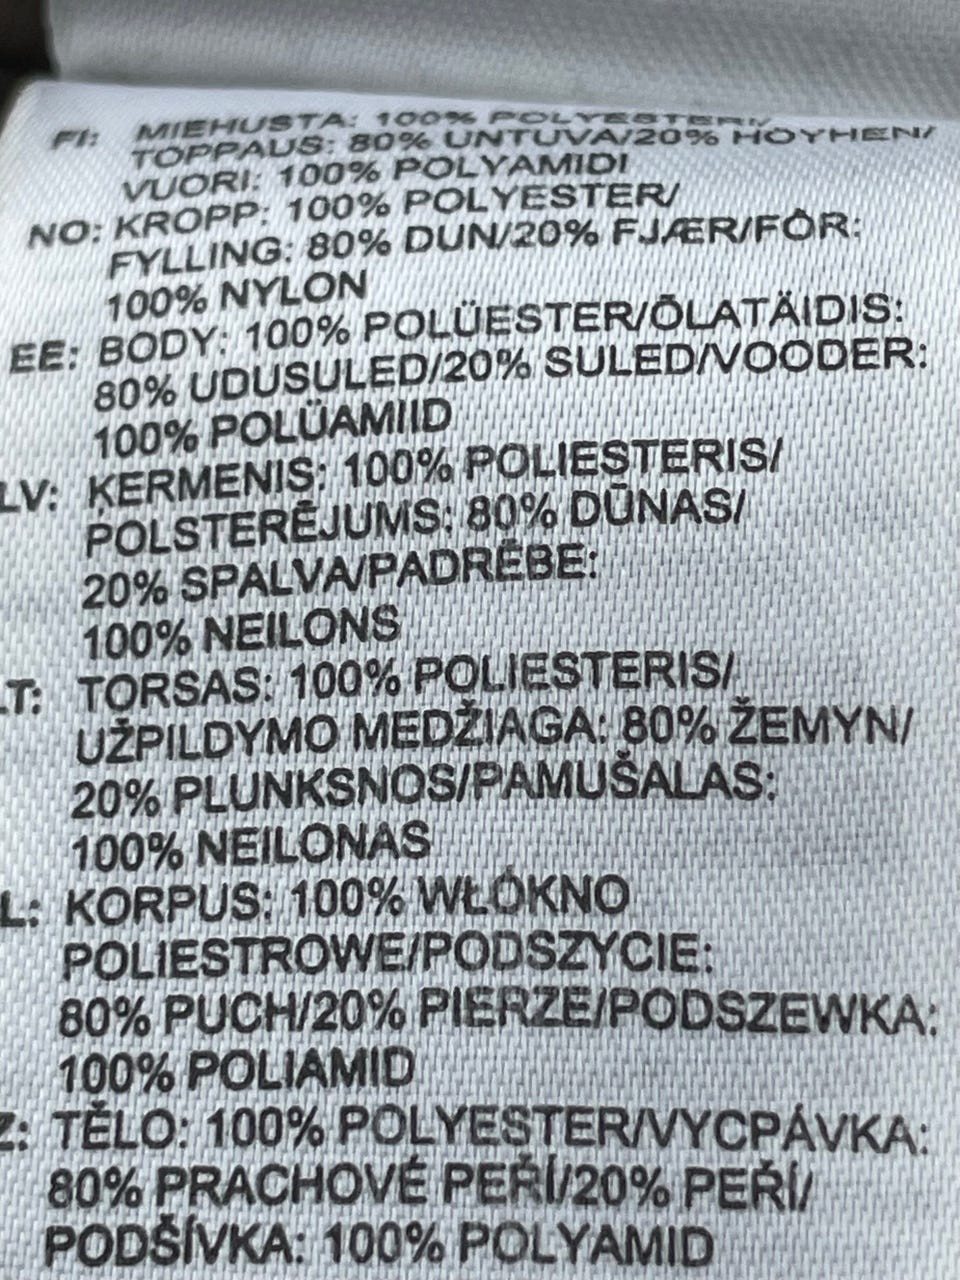 FI: MIEHUSTA: 100% POLYESTERI/
TOPPAUS: 80% UNTUVA/20% HÖYHEN/
VUORI: 100% POLYAMIDI
NO: KROPP: 100% POLYESTER/
FYLLING: 80% DUN/20% FJÆR/FÔR:
100% NYLON
EE: BODY: 100% POLÜESTER/ÕLATÄIDIS:
80% UDUSULED/20% SULED/VOODER:
100% POLÜAMIID
LV: ĶERMENIS: 100% POLIESTERIS/
POLSTERĒJUMS: 80% DŪNAS/
20% SPALVA/PADRĒBE:
100% NEILONS
LT: TORSAS: 100% POLIESTERIS/
UŽPILDYMO MEDŽIAGA: 80% ŽEMYN/
20% PLUNKSNOS/PAMUŠALAS:
100% NEILONAS
L: KORPUS: 100% WŁÓKNO
POLIESTROWE/PODSZYCIE:
80% PUCH/20% PIERZE/PODSZEWKA:
100% POLIAMID
Z: TĚLO: 100% POLYESTER/VYCPÁVKA:
80% PRACHOVÉ PEŘÍ/20% PEŘÍ/
PODŠÍVKA: 100% POLYAMID